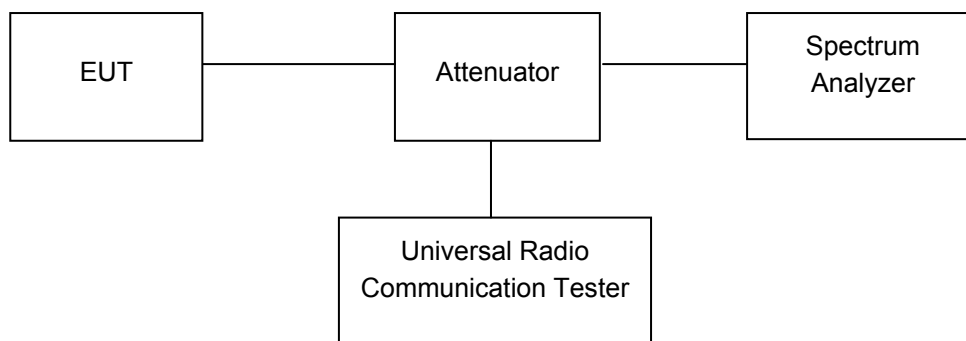 EUT
Attenuator
Spectrum
Analyzer
Universal Radio
Communication Tester